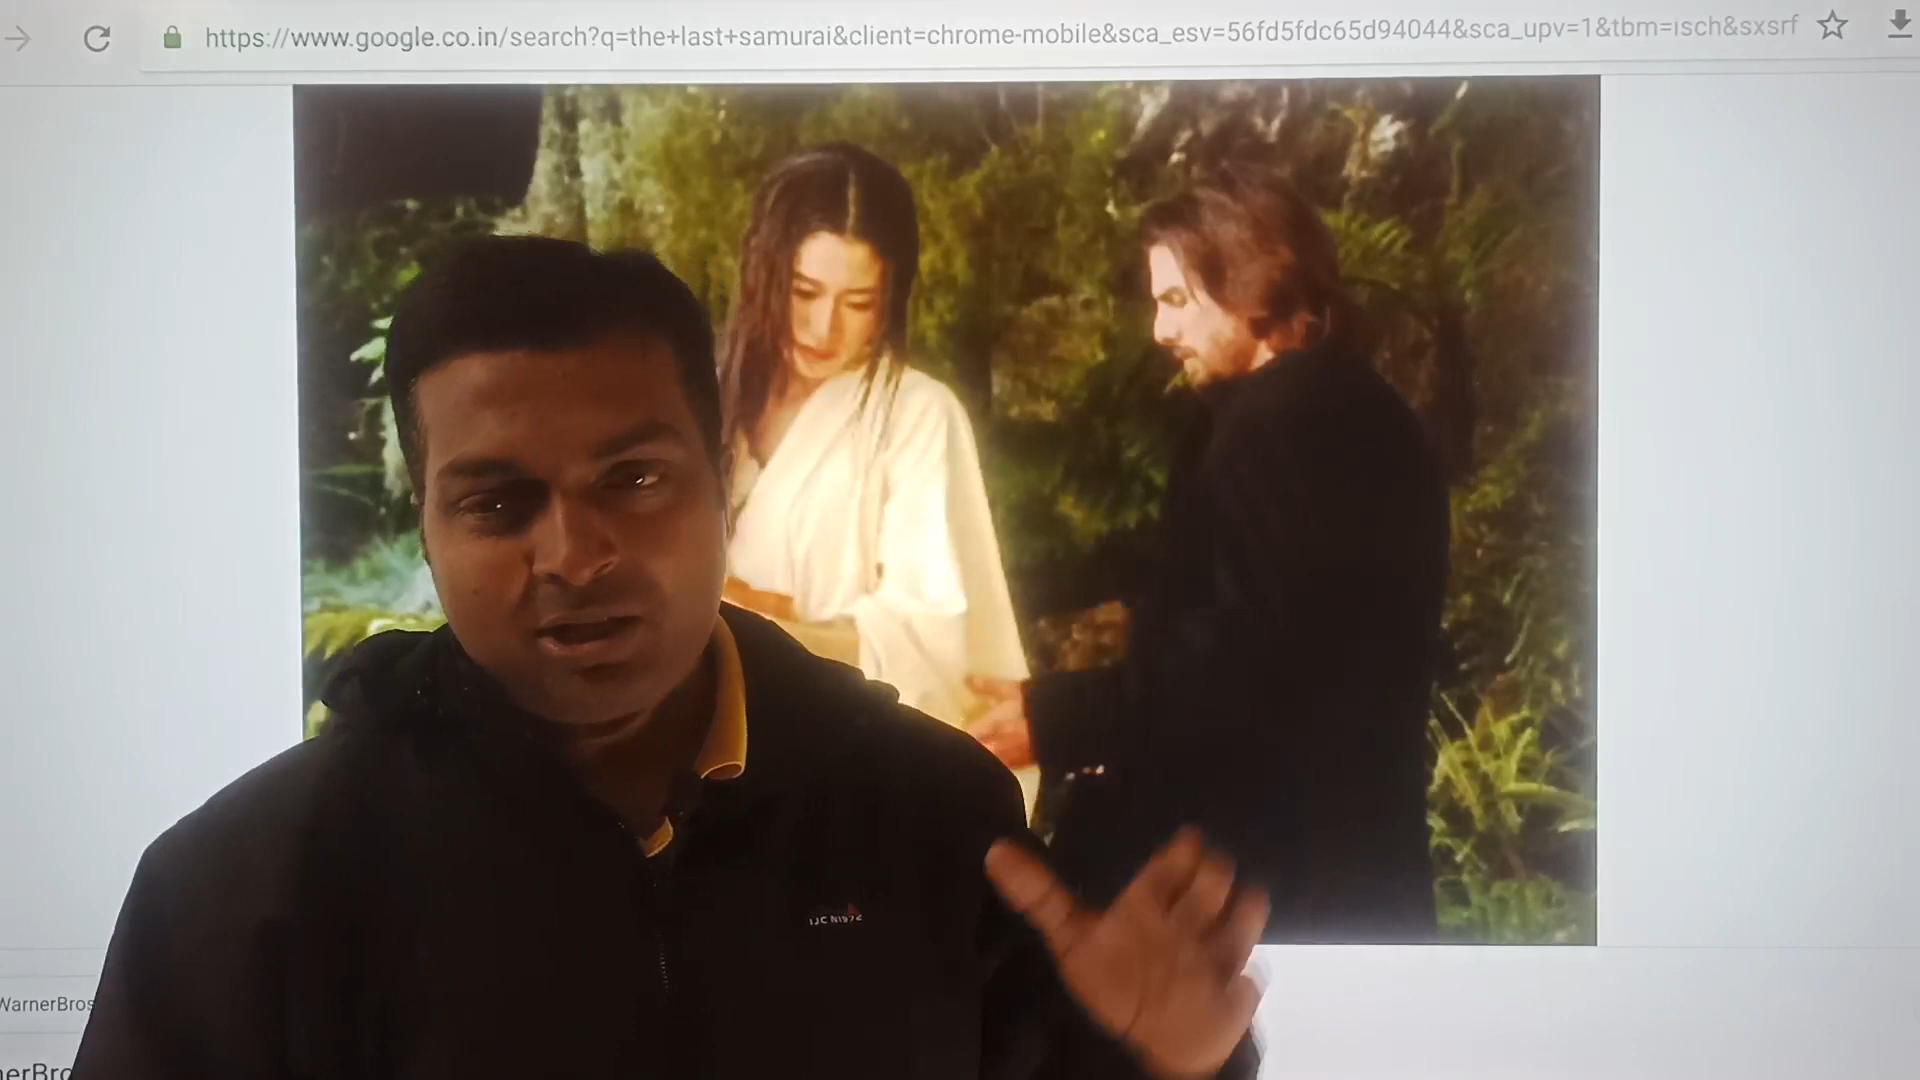 https://www.google.co.in/search?q=the+last+samurai&client=chrome-mobile&sca_esv=56fd5fdc65d94044&sca_upv=1&tbm=isch&sxsrf
WarnerBros
nerBro